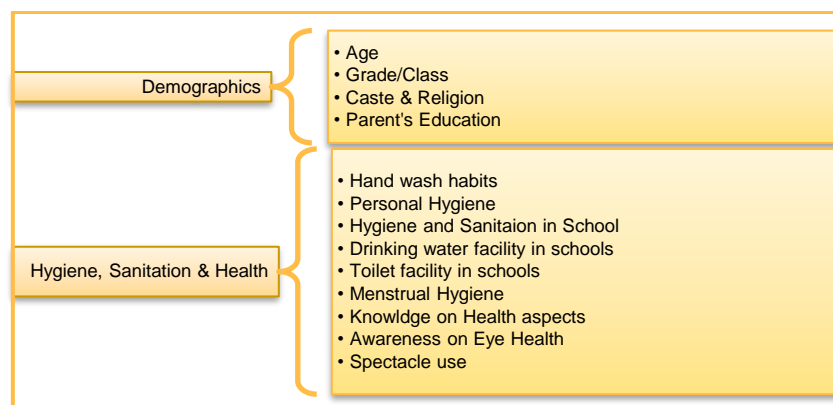 Demographics
• Age
• Grade/Class
• Caste & Religion
• Parent's Education
Hygiene, Sanitation & Health
• Hand wash habits
• Personal Hygiene
• Hygiene and Sanitaion in School
• Drinking water facility in schools
• Toilet facility in schools
• Menstrual Hygiene
• Knowldge on Health aspects
• Awareness on Eye Health
• Spectacle use